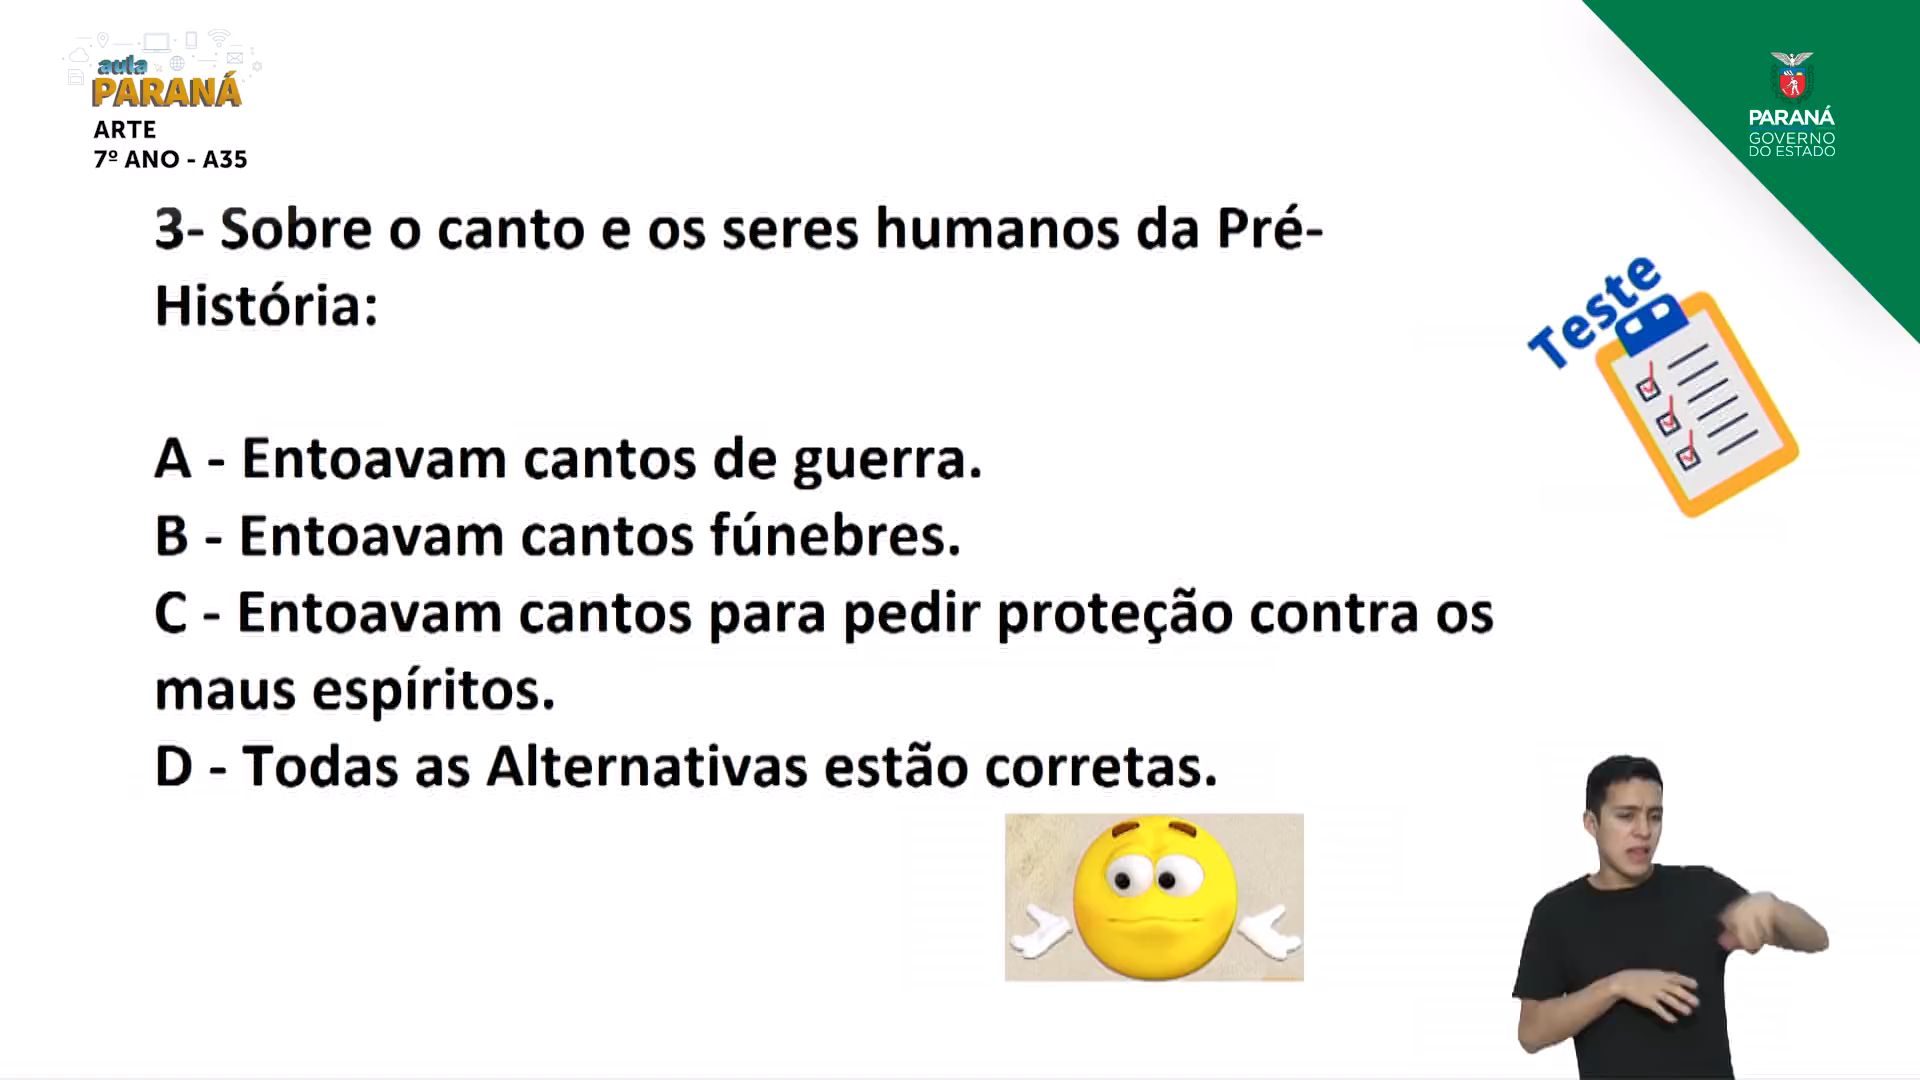 aula
PARANÁ
ARTE
7º ANO - A35
PARANÁ
GOVERNO
DO ESTADO
3- Sobre o canto e os seres humanos da Pré-
História:
Teste
A - Entoavam cantos de guerra.
B - Entoavam cantos fúnebres.
C - Entoavam cantos para pedir proteção contra os
maus espíritos.
D - Todas as Alternativas estão corretas.